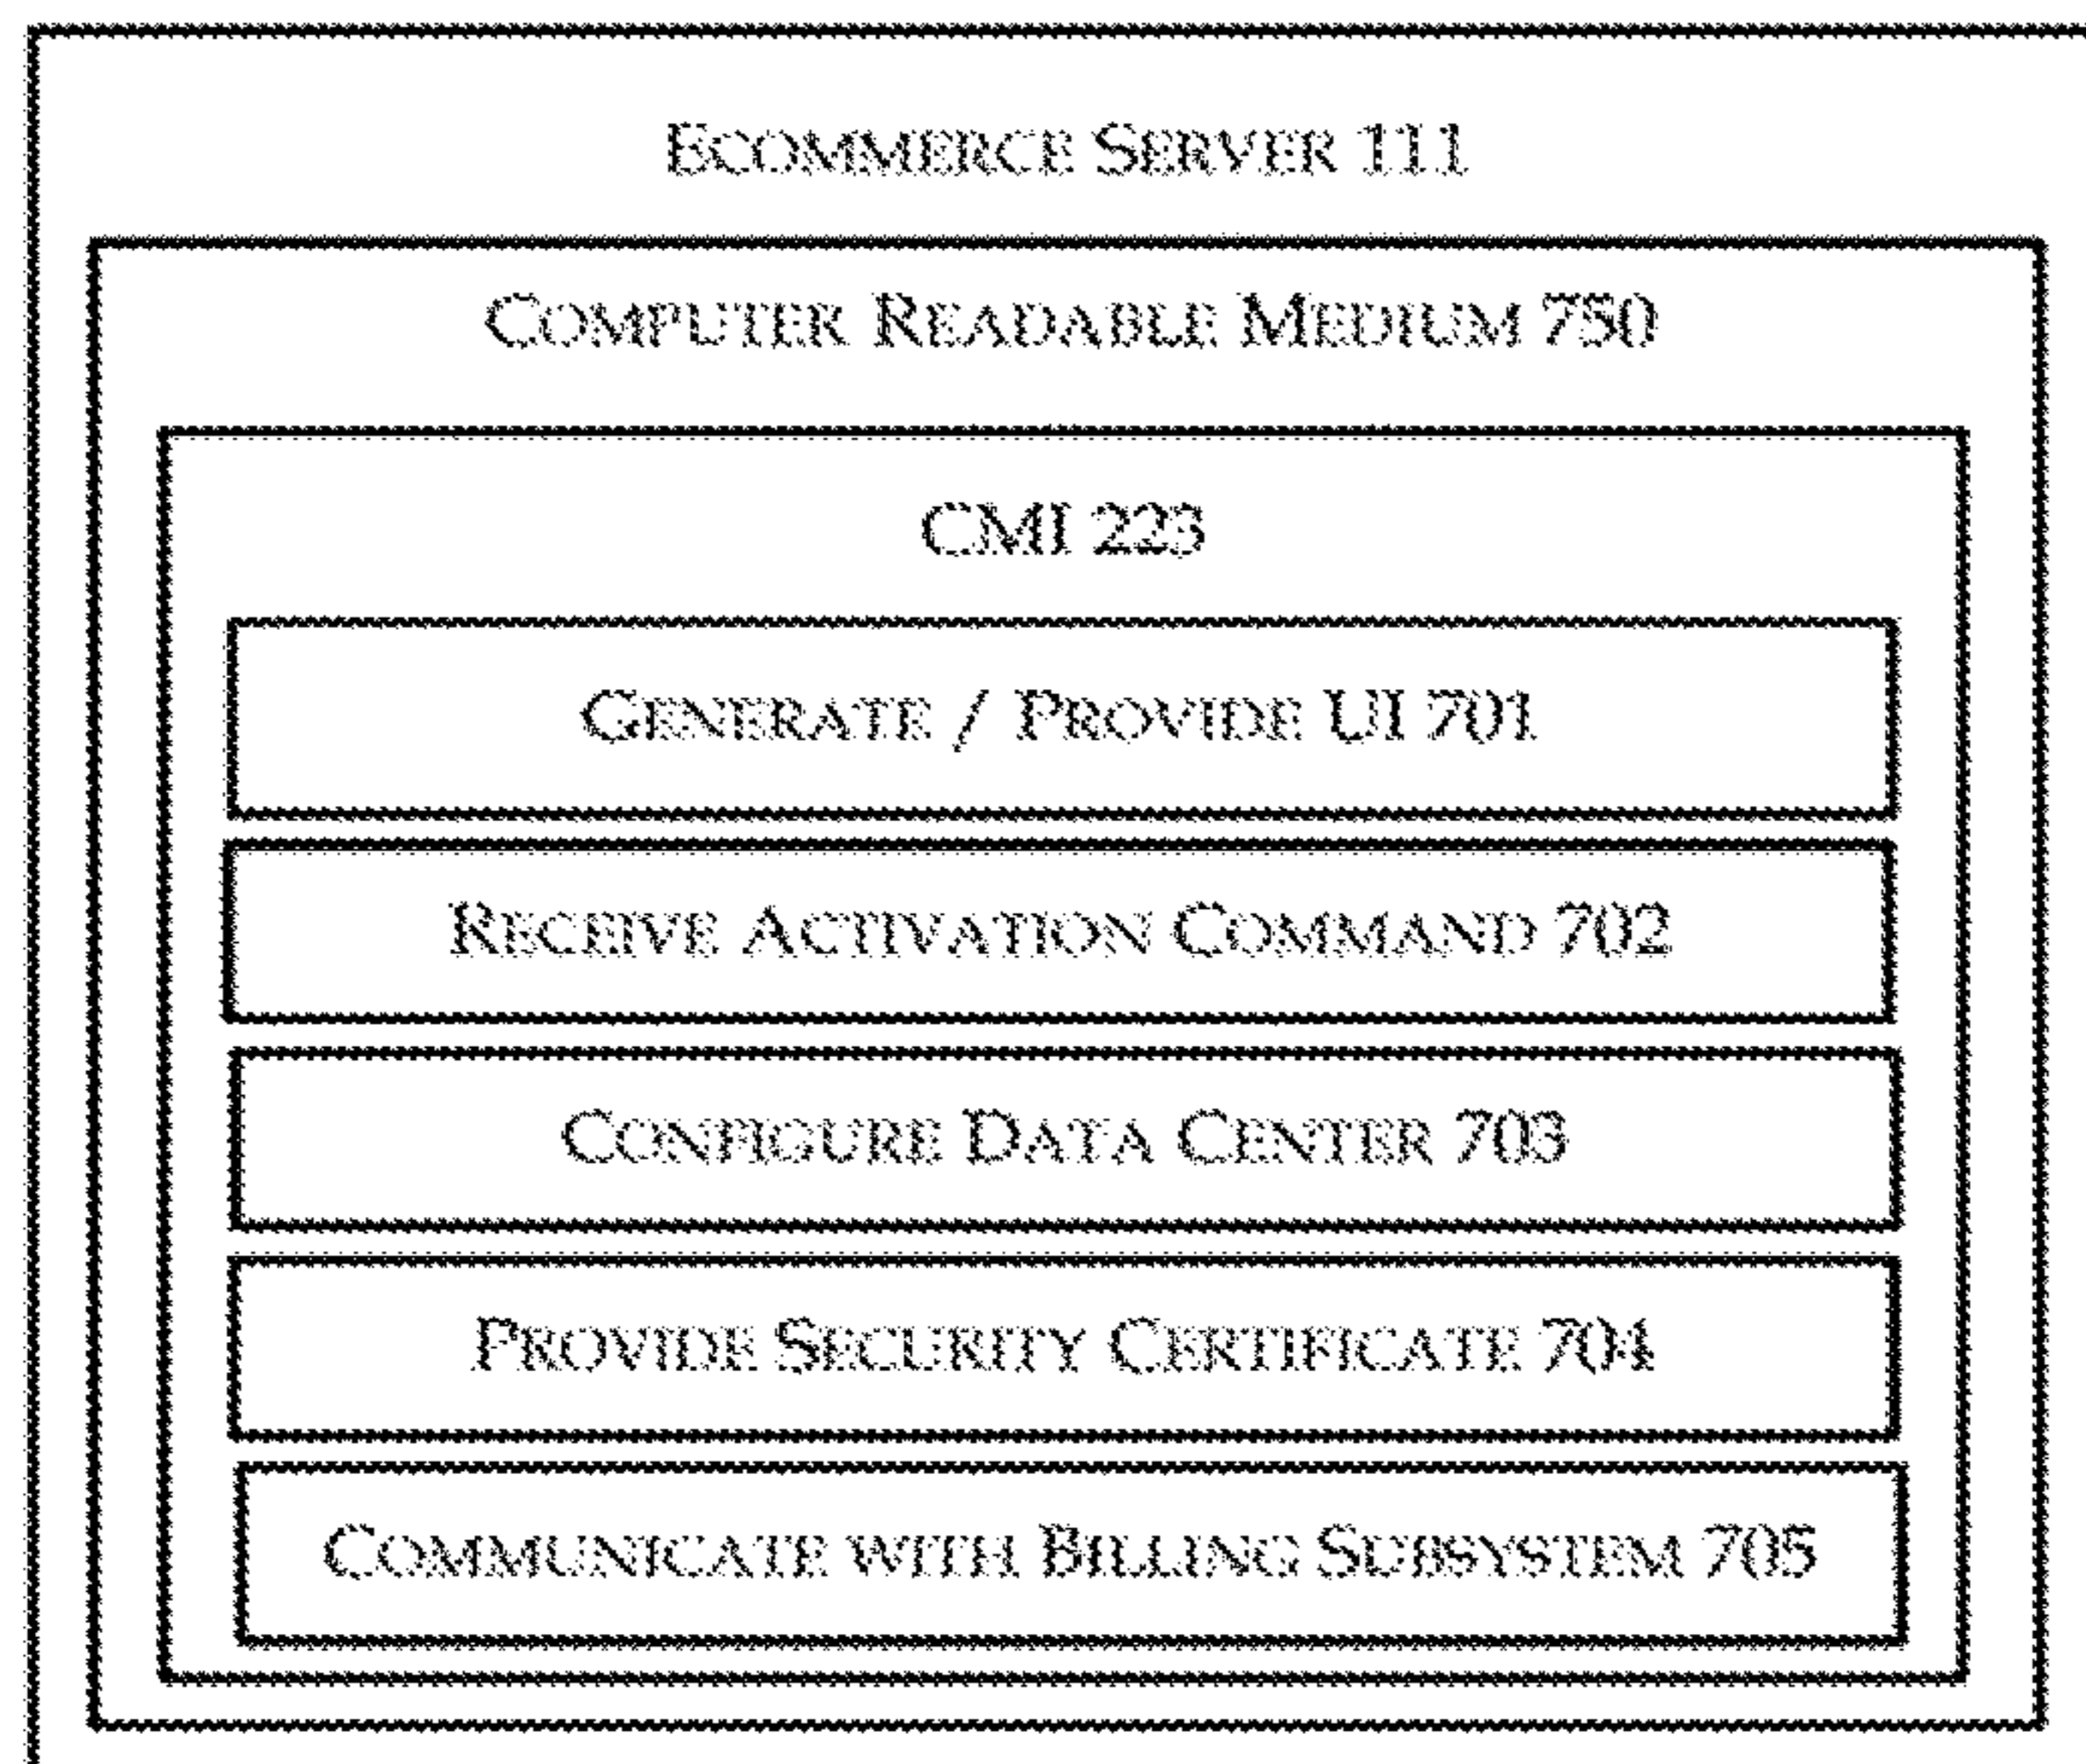 ECOMMERCE SERVER 111
COMPUTER READABLE MEDIUM 750
CMI 223
GENERATE / PROVIDE UI 701
RECEIVE ACTIVATION COMMAND 702
CONFIGURE DATA CENTER 703
PROVIDE SECURITY CERTIFICATE 704
COMMUNICATE WITH BILLING SUBSYSTEM 705